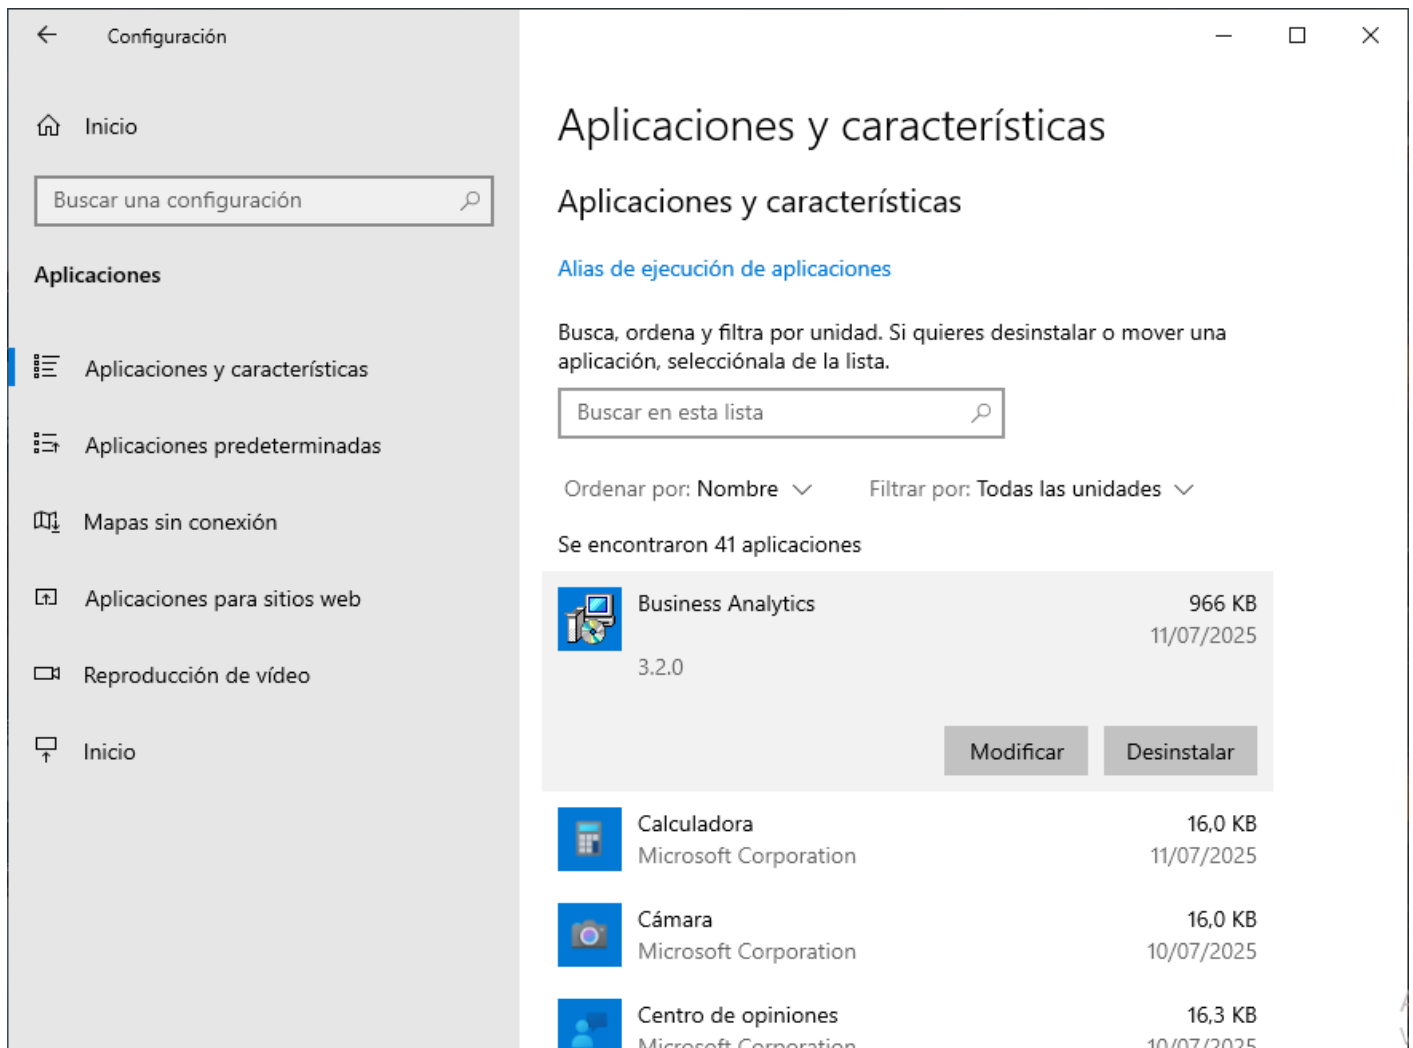 Configuración
Inicio
Buscar una configuración
Aplicaciones
Aplicaciones y características
Aplicaciones predeterminadas
Mapas sin conexión
Aplicaciones para sitios web
Reproducción de vídeo
Inicio
Aplicaciones y características
Aplicaciones y características
Alias de ejecución de aplicaciones
Busca, ordena y filtra por unidad. Si quieres desinstalar o mover una
aplicación, selecciónala de la lista.
Buscar en esta lista
Ordenar por: Nombre Filtrar por: Todas las unidades
Se encontraron 41 aplicaciones
Business Analytics 966 KB
11/07/2025
3.2.0
Modificar Desinstalar
Calculadora 16,0 KB
Microsoft Corporation 11/07/2025
Cámara 16,0 KB
Microsoft Corporation 10/07/2025
Centro de opiniones 16,3 KB
Microsoft Corporation 10/07/2025